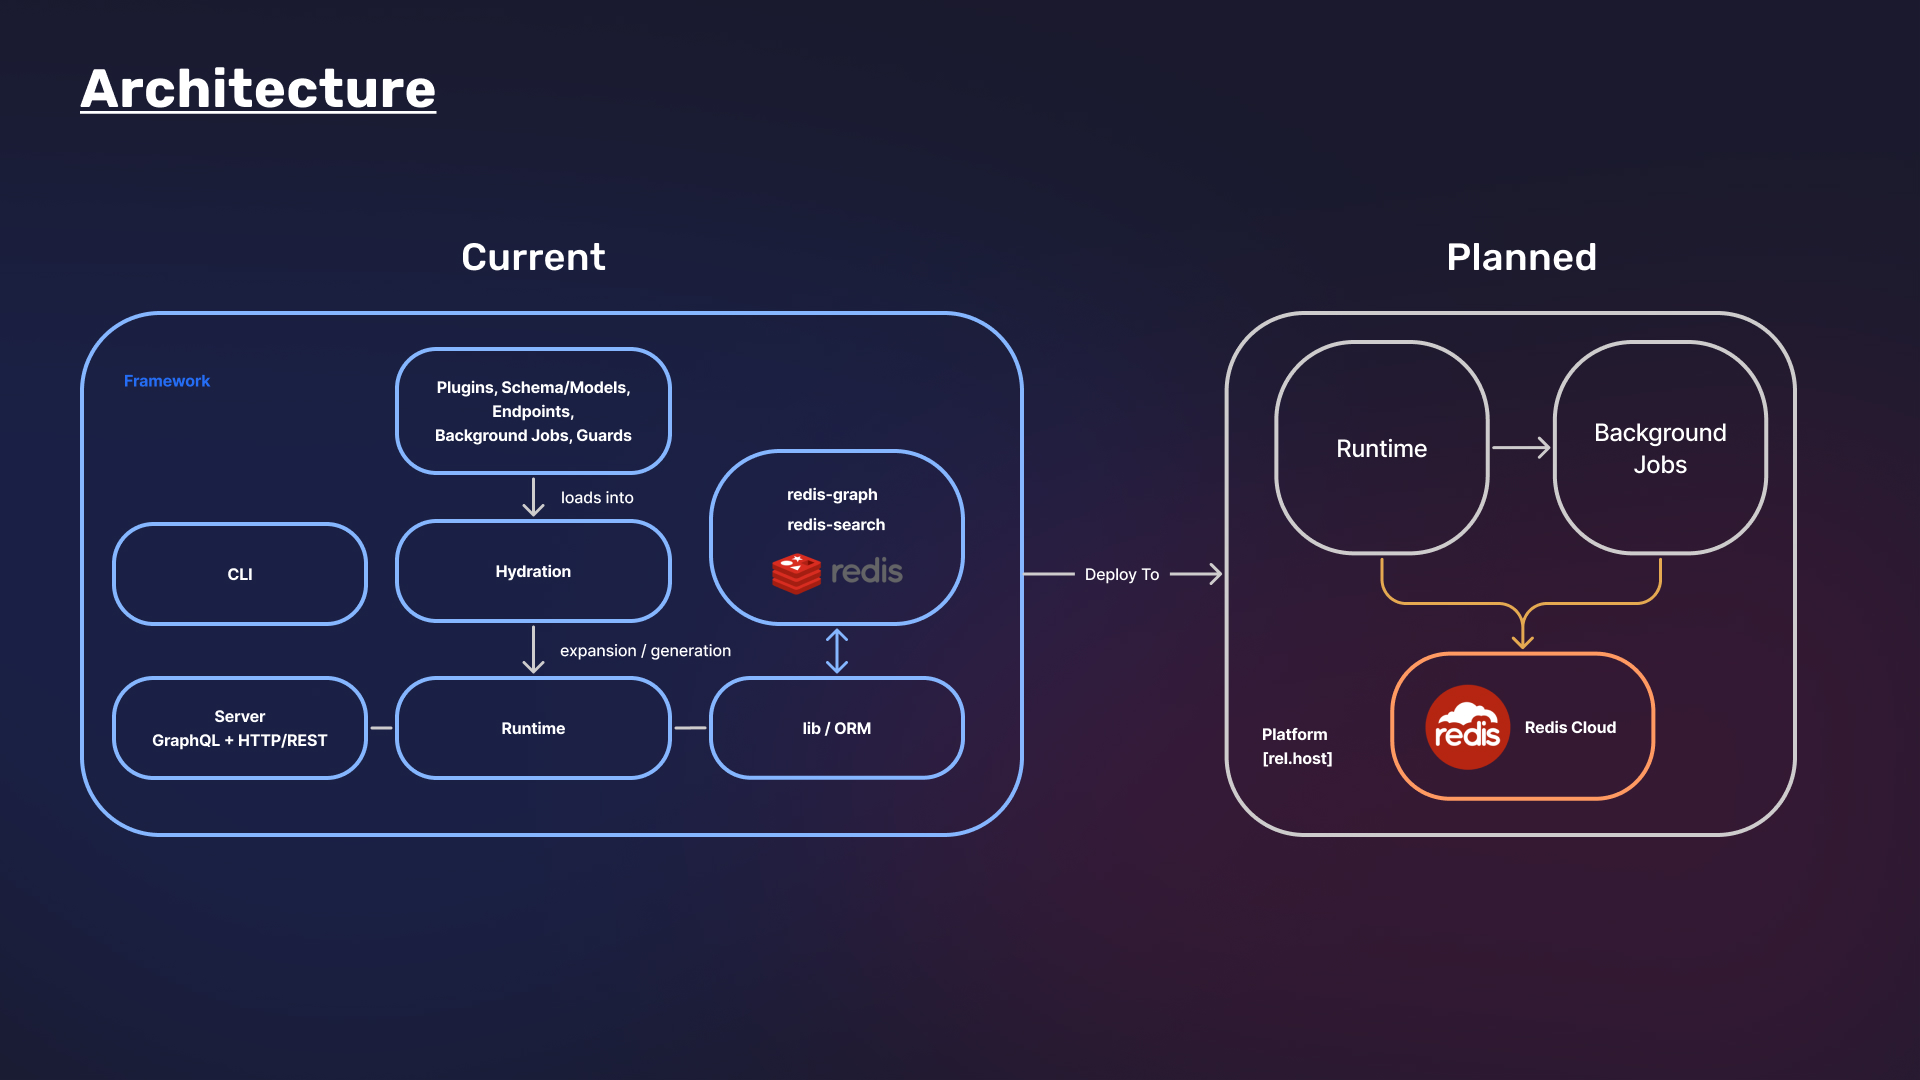 Architecture
Current
Framework
Plugins, Schema/Models,
Endpoints,
Background Jobs, Guards
loads into
redis-graph
redis-search
redis
CLI
Hydration
expansion / generation
Server
GraphQL + HTTP/REST
Runtime
lib / ORM
Deploy To
Planned
Runtime
Background
Jobs
Platform
[rel.host]
redis
Redis Cloud